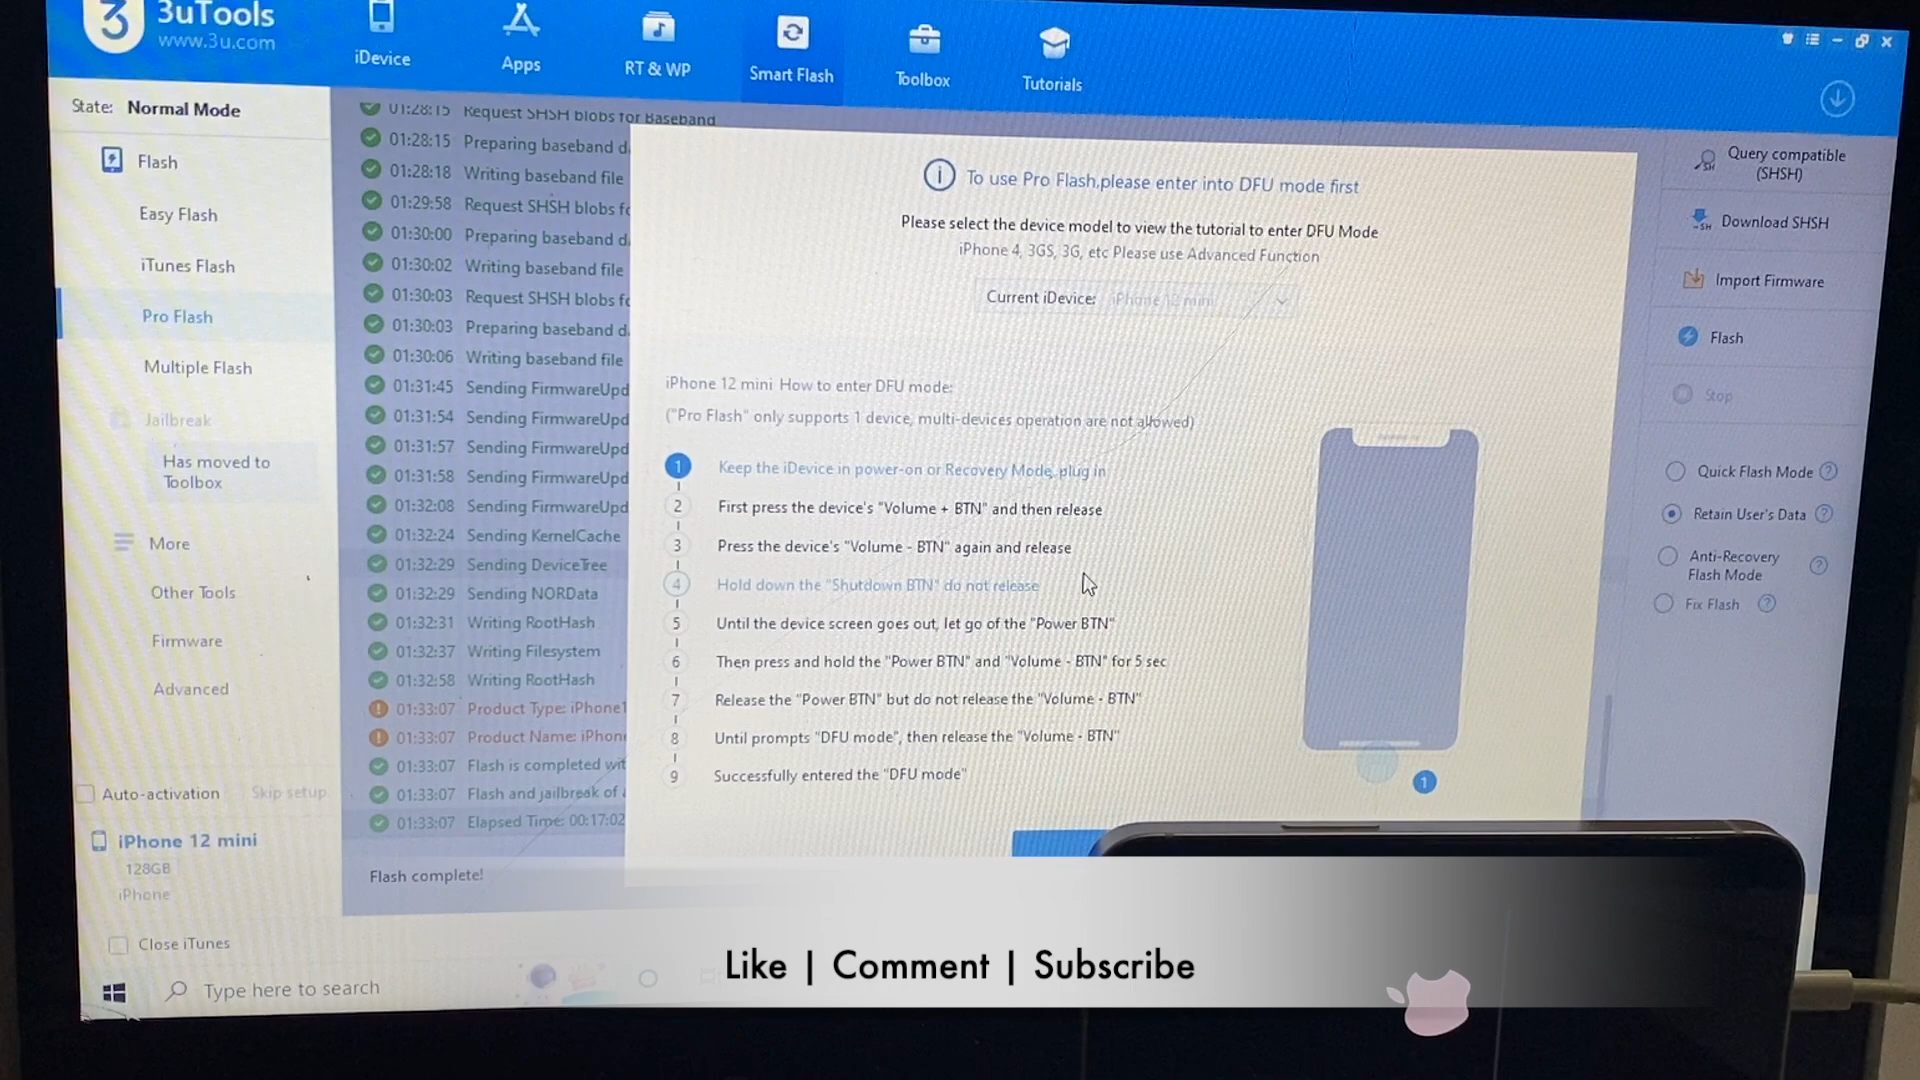 3 3uTools
www.3u.com
iDevice
Apps
RT & WP
Smart Flash
Toolbox
Tutorials
State: Normal Mode
Flash
Easy Flash
iTunes Flash
Pro Flash
Multiple Flash
Jailbreak
Has moved to
Toolbox
More
Other Tools
Firmware
Advanced
Auto-activation Skip setup
iPhone 12 mini
128GB
iPhone
Close iTunes
01:28:15 Request SHSH blobs for Baseband
01:28:15 Preparing baseband d
01:28:18 Writing baseband file
01:29:58 Request SHSH blobs fo
01:30:00 Preparing baseband d
01:30:02 Writing baseband file
01:30:03 Request SHSH blobs fo
01:30:03 Preparing baseband d
01:30:06 Writing baseband file
01:31:45 Sending FirmwareUpd
01:31:54 Sending FirmwareUpd
01:31:57 Sending FirmwareUpd
01:31:58 Sending FirmwareUpd
01:32:08 Sending FirmwareUpd
01:32:24 Sending KernelCache
01:32:29 Sending DeviceTree
01:32:29 Sending NORData
01:32:31 Writing RootHash
01:32:37 Writing Filesystem
01:32:58 Writing RootHash
01:33:07 Product Type: iPhone1
01:33:07 Product Name: iPhon
01:33:07 Flash is completed wit
01:33:07 Flash and jailbreak of
01:33:07 Elapsed Time: 00:17:02
Flash complete!
To use Pro Flash,please enter into DFU mode first
Please select the device model to view the tutorial to enter DFU Mode
iPhone 4, 3GS, 3G, etc Please use Advanced Function
Current iDevice: iPhone 12 mini
iPhone 12 mini How to enter DFU mode:
("Pro Flash" only supports 1 device, multi-devices operation are not allowed)
1 Keep the iDevice in power-on or Recovery Mode, plug in
2 First press the device's "Volume + BTN" and then release
3 Press the device's "Volume - BTN" again and release
4 Hold down the "Shutdown BTN" do not release
5 Until the device screen goes out, let go of the "Power BTN"
6 Then press and hold the "Power BTN" and "Volume - BTN" for 5 sec
7 Release the "Power BTN" but do not release the "Volume - BTN"
8 Until prompts "DFU mode", then release the "Volume - BTN"
9 Successfully entered the "DFU mode"
1
Query compatible
(SHSH)
Download SHSH
Import Firmware
Flash
Stop
Quick Flash Mode ?
Retain User's Data ?
Anti-Recovery
Flash Mode ?
Fix Flash ?
Type here to search
Like | Comment | Subscribe